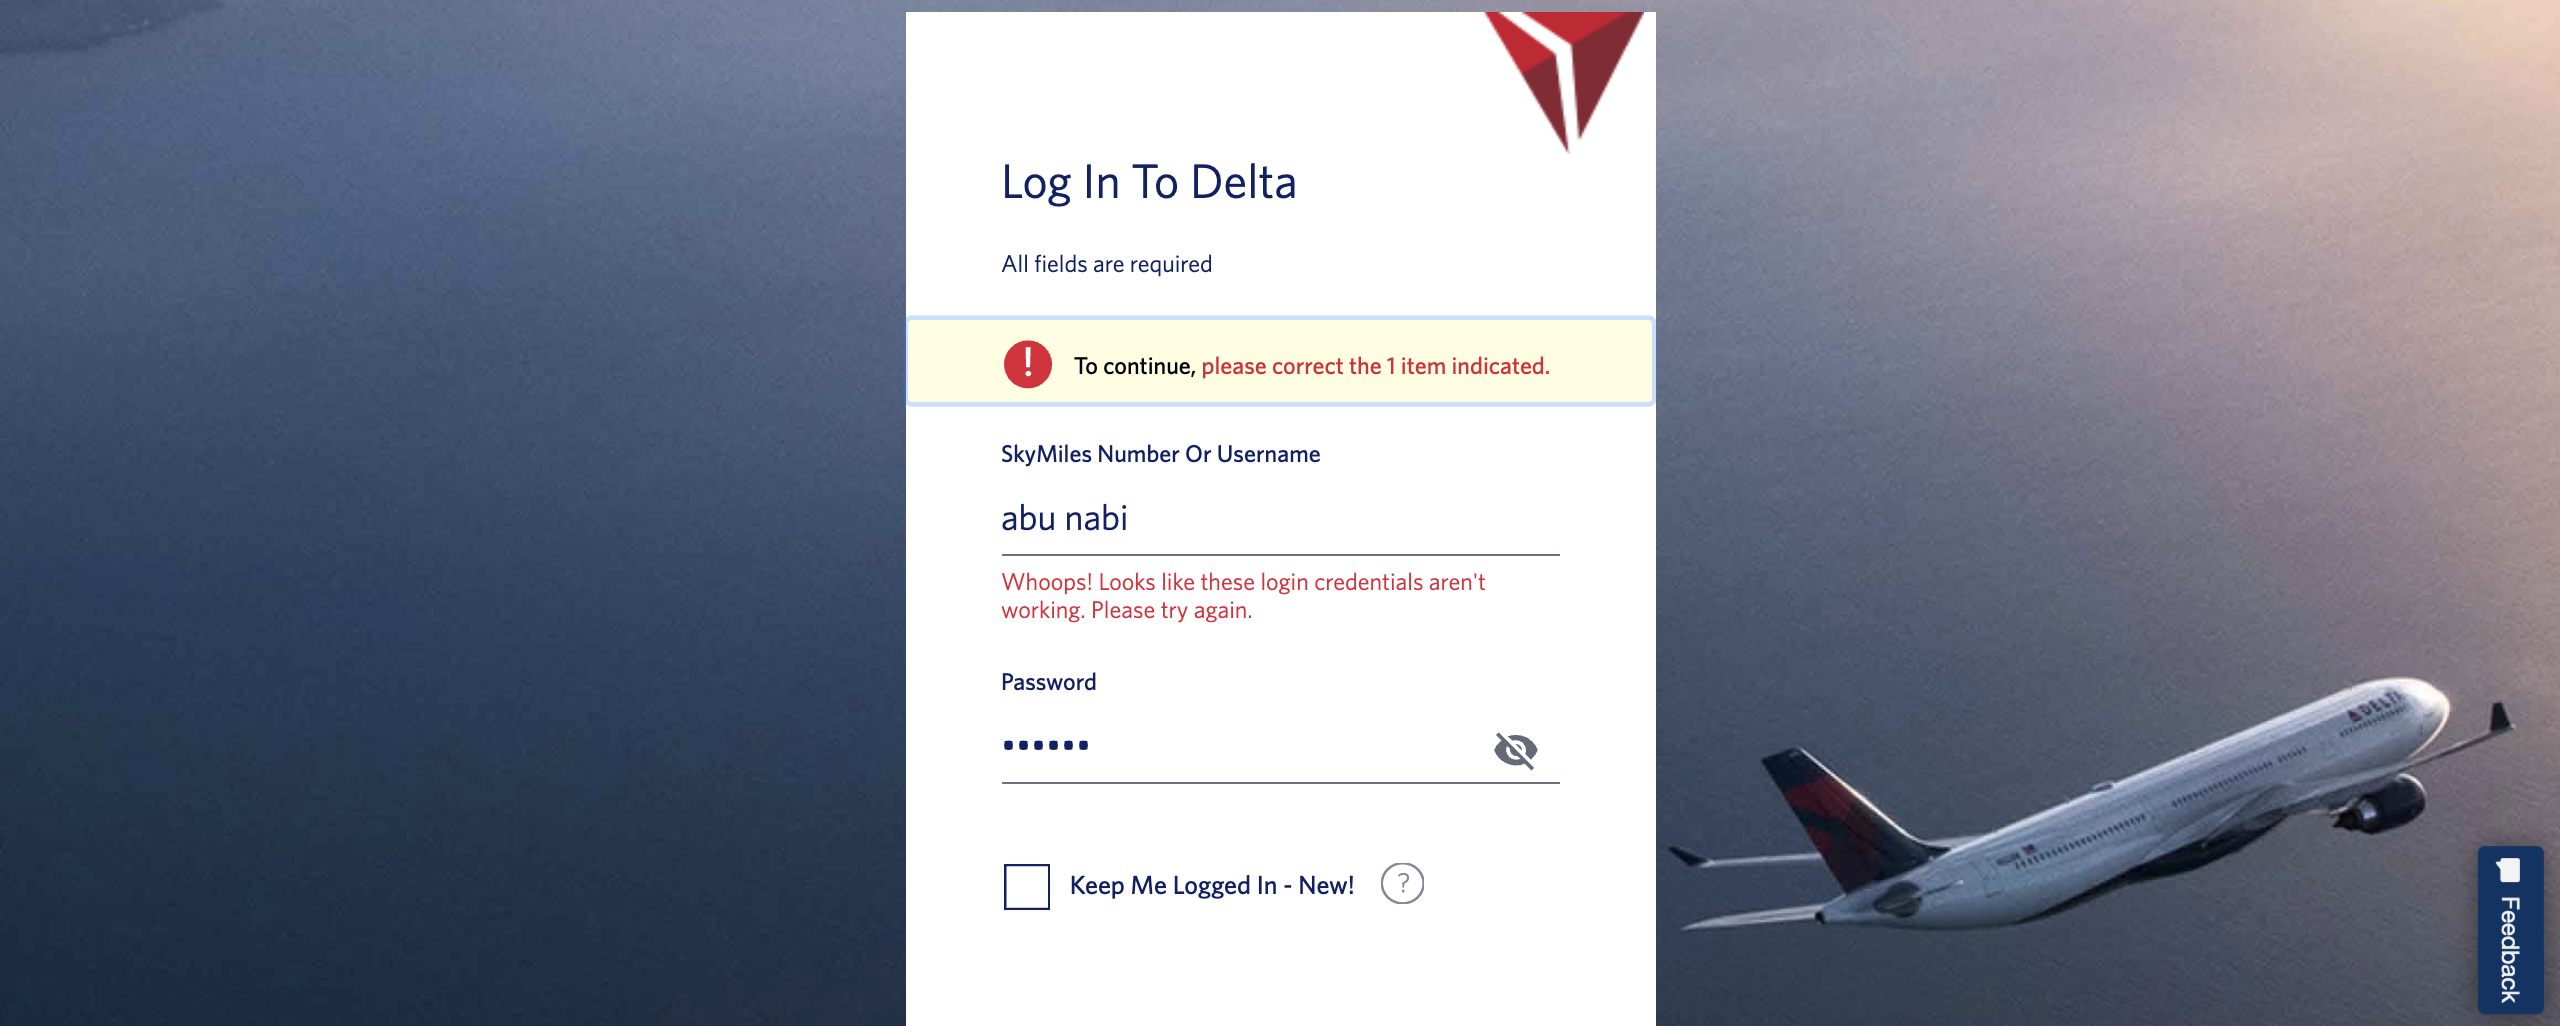 Log In To Delta
All fields are required
! To continue, please correct the 1 item indicated.
SkyMiles Number Or Username
abu nabi
Whoops! Looks like these login credentials aren't
working. Please try again.
Password
••••••
Keep Me Logged In - New! ?
DELTA
Feedback